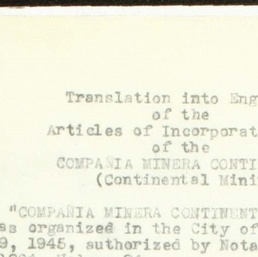 Translation into Eng
of the
Articles of Incorporat
of the
COMPAÑIA MINERA CONTI
(Continental Mini
"COMPAÑIA MINERA CONTINENT
as organized in the City of
9, 1945, authorized by Nota